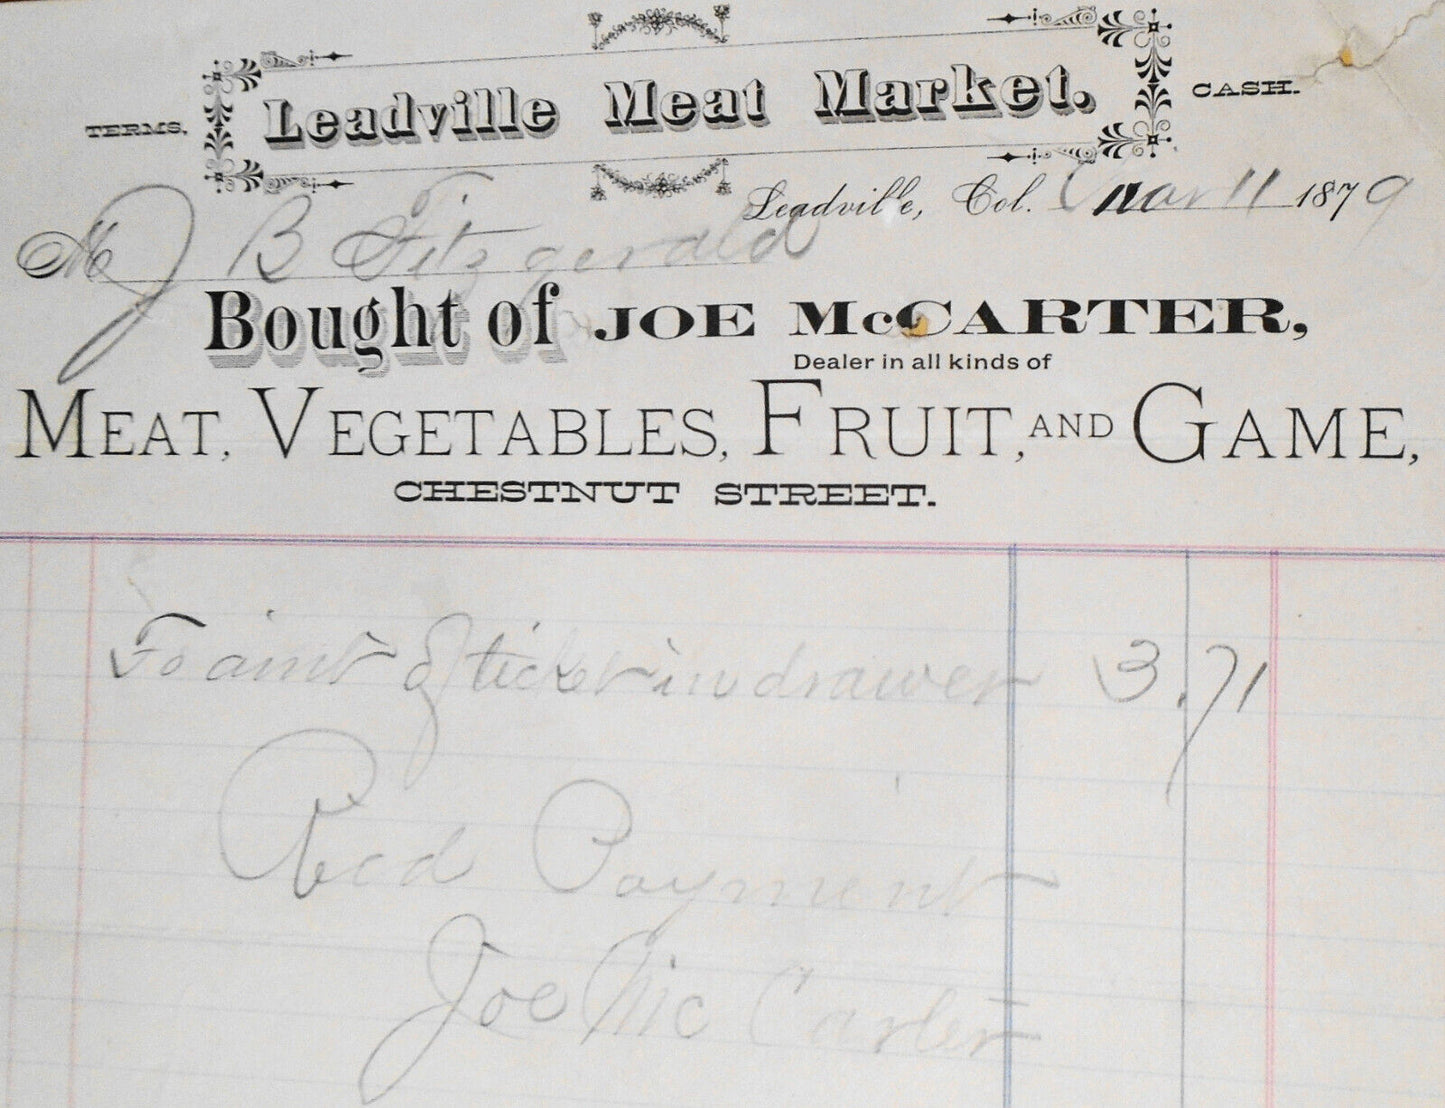 TERMS, Leadville Meat Market. CASH.
Leadville, Col. Mar 11 1879
M J B Fitzgerald
Bought of JOE McCARTER,
Dealer in all kinds of
MEAT, VEGETABLES, FRUIT, AND GAME,
CHESTNUT STREET.
To amt of ticket in drawer 3.71
Recd Payment
Joe McCarter